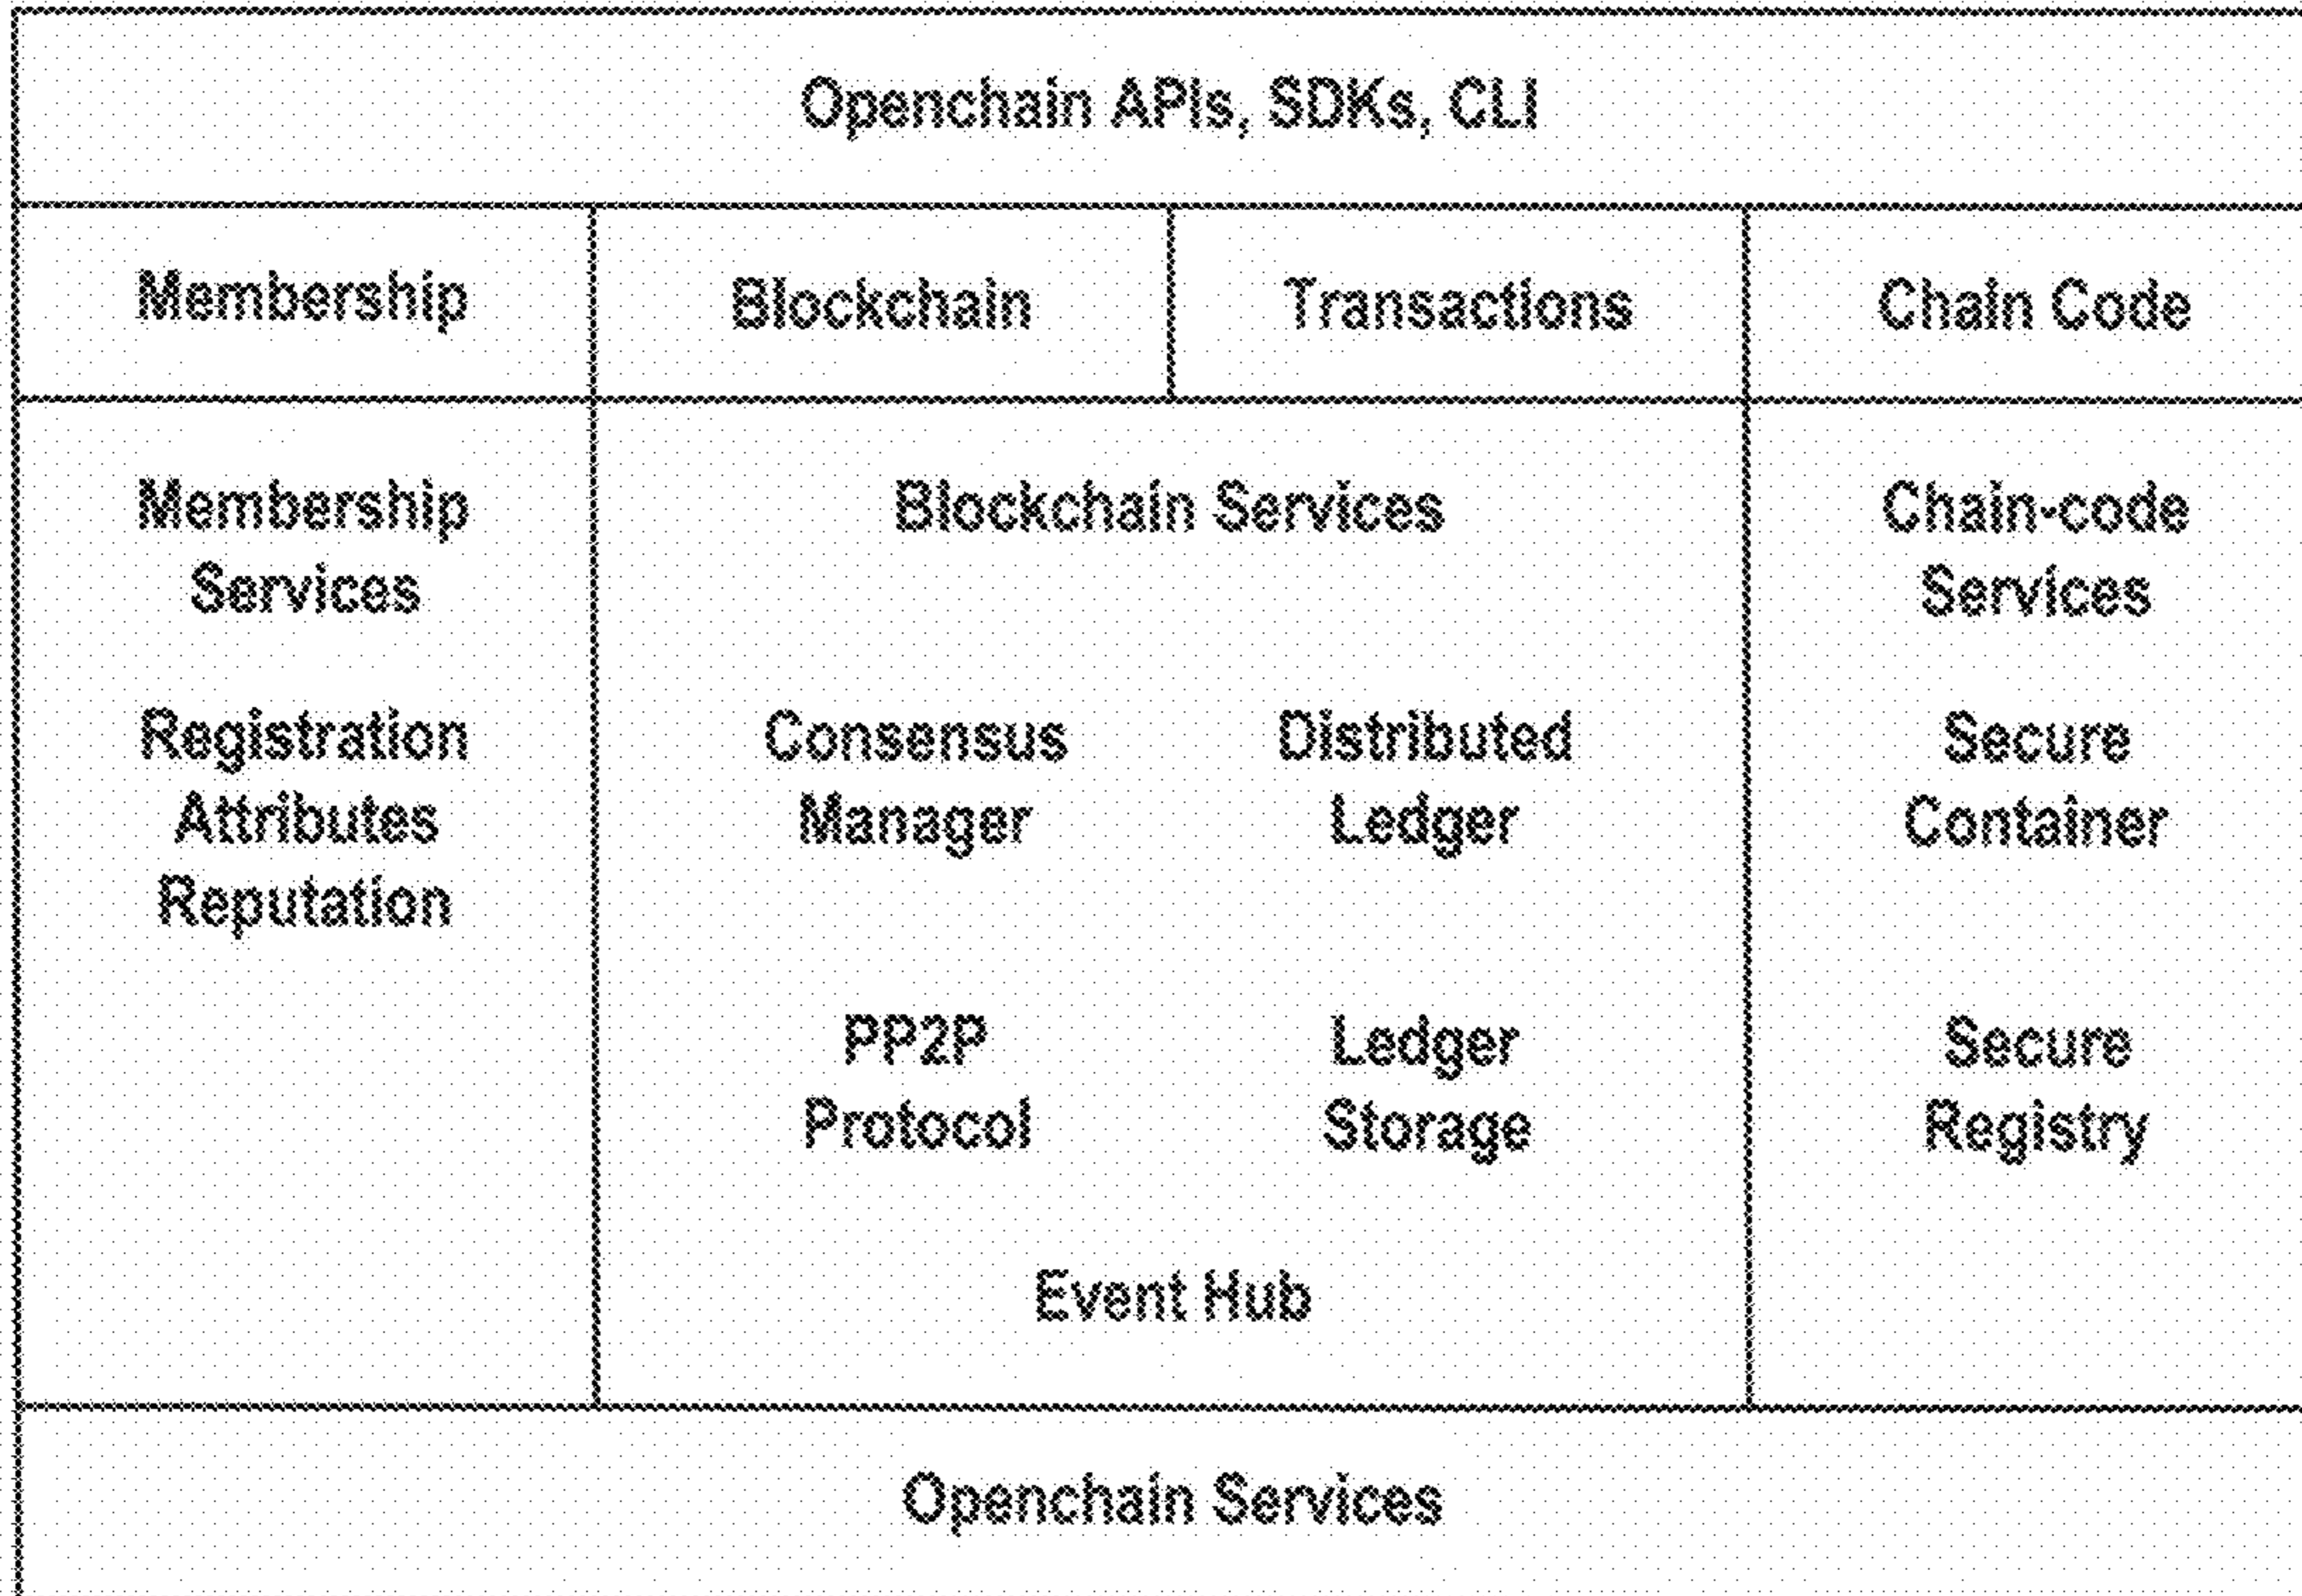 Openchain APIs, SDKs, CLI
Membership
Blockchain
Transactions
Chain Code
Membership
Services
Registration
Attributes
Reputation
Blockchain Services
Consensus
Manager
Distributed
Ledger
PP2P
Protocol
Ledger
Storage
Event Hub
Chain-code
Services
Secure
Container
Secure
Registry
Openchain Services